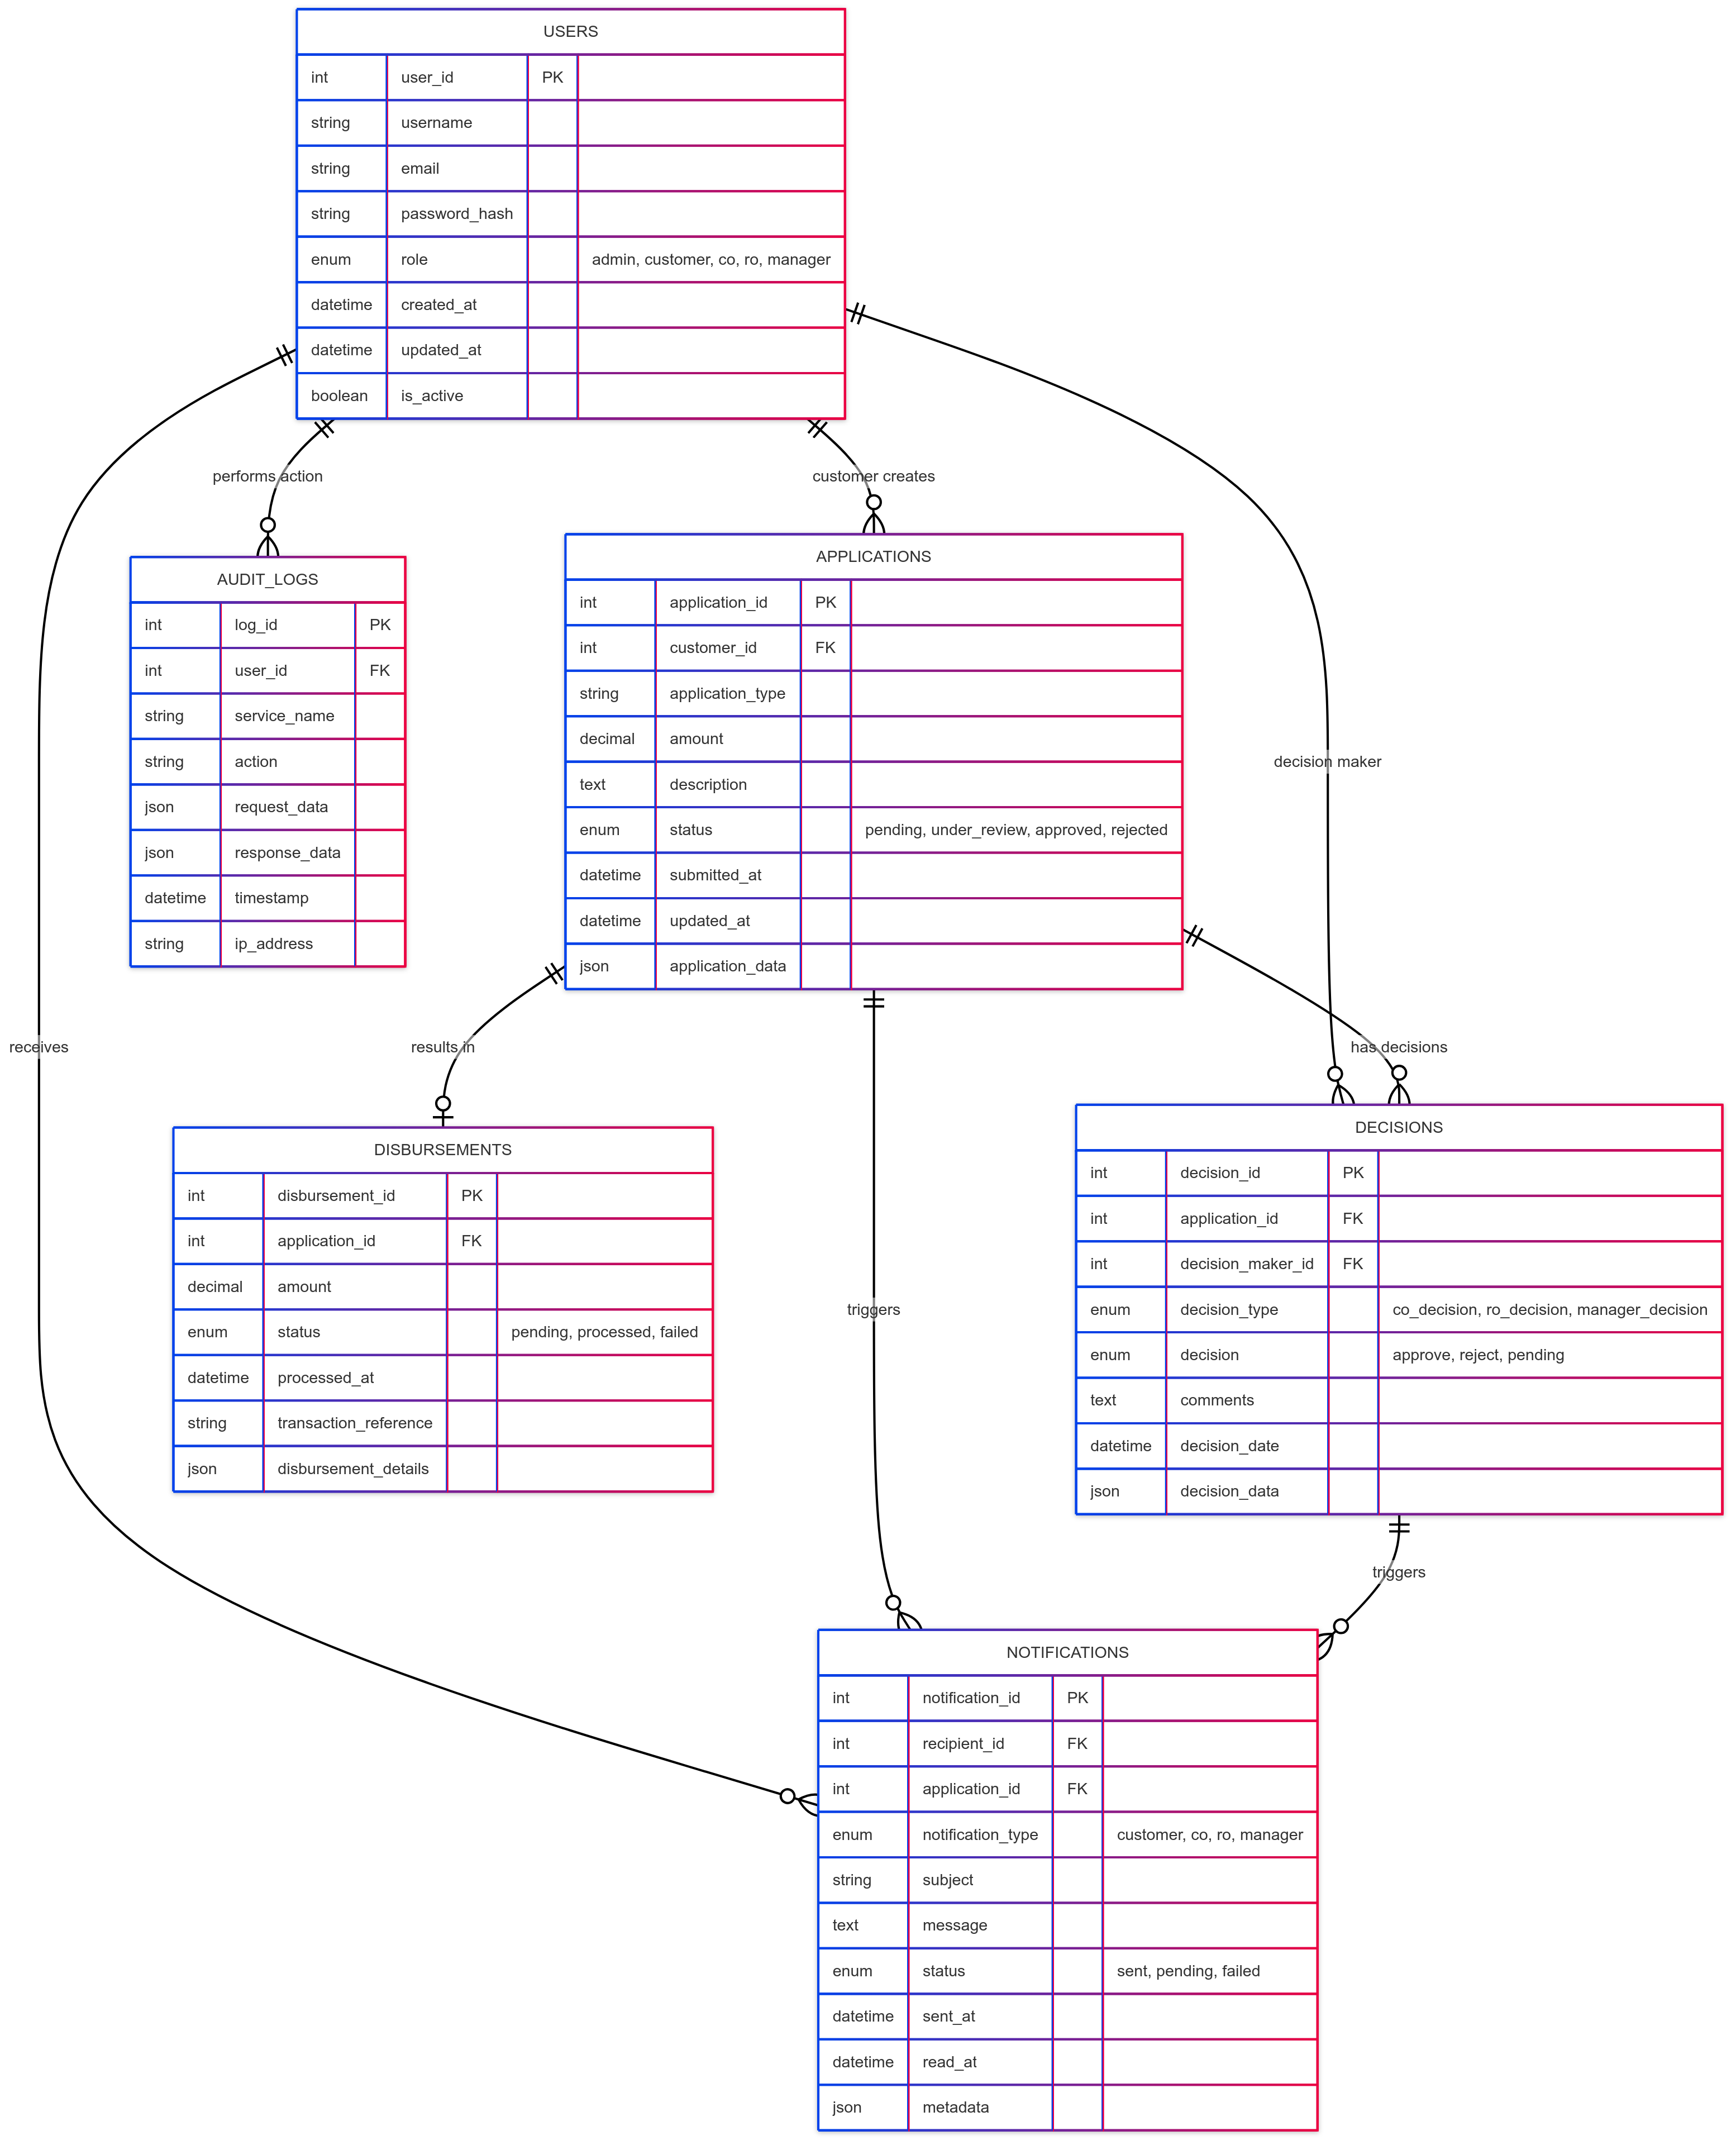 USERS
int user_id PK
string username
string email
string password_hash
enum role admin, customer, co, ro, manager
datetime created_at
datetime updated_at
boolean is_active
performs action
customer creates
AUDIT_LOGS
int log_id PK
int user_id FK
string service_name
string action
json request_data
json response_data
datetime timestamp
string ip_address
APPLICATIONS
int application_id PK
int customer_id FK
string application_type
decimal amount
text description
enum status pending, under_review, approved, rejected
datetime submitted_at
datetime updated_at
json application_data
decision maker
receives
results in
has decisions
DISBURSEMENTS
int disbursement_id PK
int application_id FK
decimal amount
enum status pending, processed, failed
datetime processed_at
string transaction_reference
json disbursement_details
triggers
DECISIONS
int decision_id PK
int application_id FK
int decision_maker_id FK
enum decision_type co_decision, ro_decision, manager_decision
enum decision approve, reject, pending
text comments
datetime decision_date
json decision_data
triggers
NOTIFICATIONS
int notification_id PK
int recipient_id FK
int application_id FK
enum notification_type customer, co, ro, manager
string subject
text message
enum status sent, pending, failed
datetime sent_at
datetime read_at
json metadata